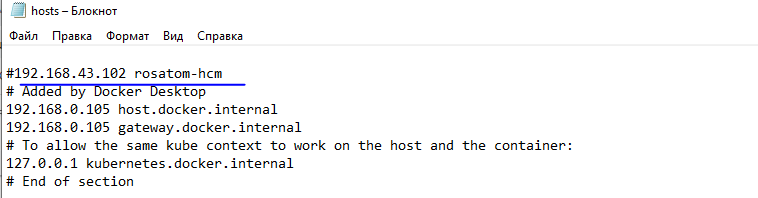 hosts – Блокнот
Файл Правка Формат Вид Справка
#192.168.43.102 rosatom-hcm
# Added by Docker Desktop
192.168.0.105 host.docker.internal
192.168.0.105 gateway.docker.internal
# To allow the same kube context to work on the host and the container:
127.0.0.1 kubernetes.docker.internal
# End of section